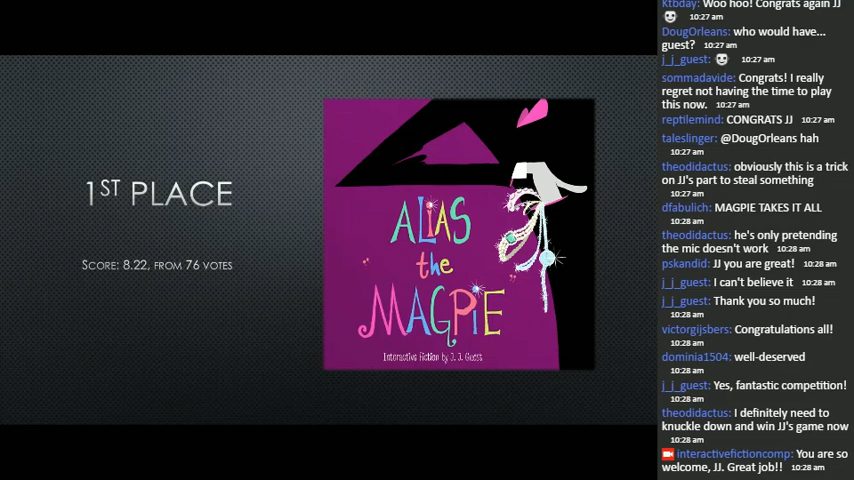 1ST PLACE
SCORE: 8.22, FROM 76 VOTES
ALIAS
"the
MAGPIE"
Interactive Fiction by J. J. Guest
Ktbday: Woo hoo! Congrats again JJ
10:27 am
DougOrleans: who would have...
guest? 10:27 am
j_j_guest: 10:27 am
sommadavide: Congrats! I really
regret not having the time to play
this now. 10:27 am
reptilemind: CONGRATS JJ 10:27 am
taleslinger: @DougOrleans hah
10:27 am
theodidactus: obviously this is a trick
on JJ's part to steal something
10:27 am
dfabulich: MAGPIE TAKES IT ALL
10:28 am
theodidactus: he's only pretending
the mic doesn't work 10:28 am
pskandid: JJ you are great! 10:28 am
j_j_guest: I can't believe it 10:28 am
j_j_guest: Thank you so much!
10:28 am
victorgijsbers: Congratulations all!
10:28 am
dominia1504: well-deserved
10:28 am
j_j_guest: Yes, fantastic competition!
10:28 am
theodidactus: I definitely need to
knuckle down and win JJ's game now
10:28 am
interactivefictioncomp: You are so
welcome, JJ. Great job!! 10:28 am